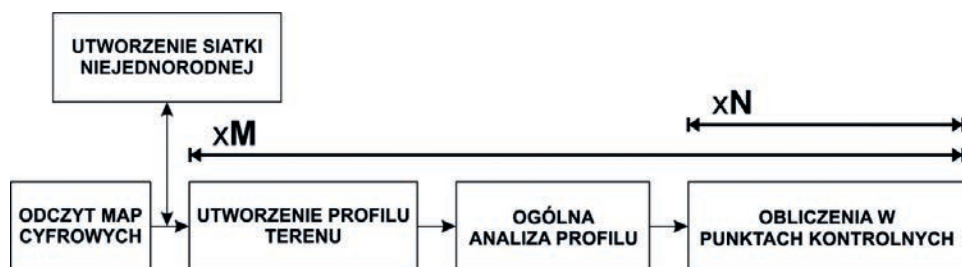 UTWORZENIE SIATKI
NIEJEDNORODNEJ
xN
xM
ODCZYT MAP
CYFROWYCH
UTWORZENIE PROFILU
TERENU
OGÓLNA
ANALIZA PROFILU
OBLICZENIA W
PUNKTACH KONTROLNYCH